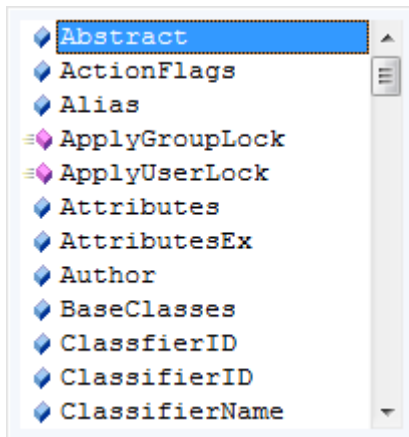 Abstract
ActionFlags
Alias
ApplyGroupLock
ApplyUserLock
Attributes
AttributesEx
Author
BaseClasses
ClassfierID
ClassifierID
ClassifierName